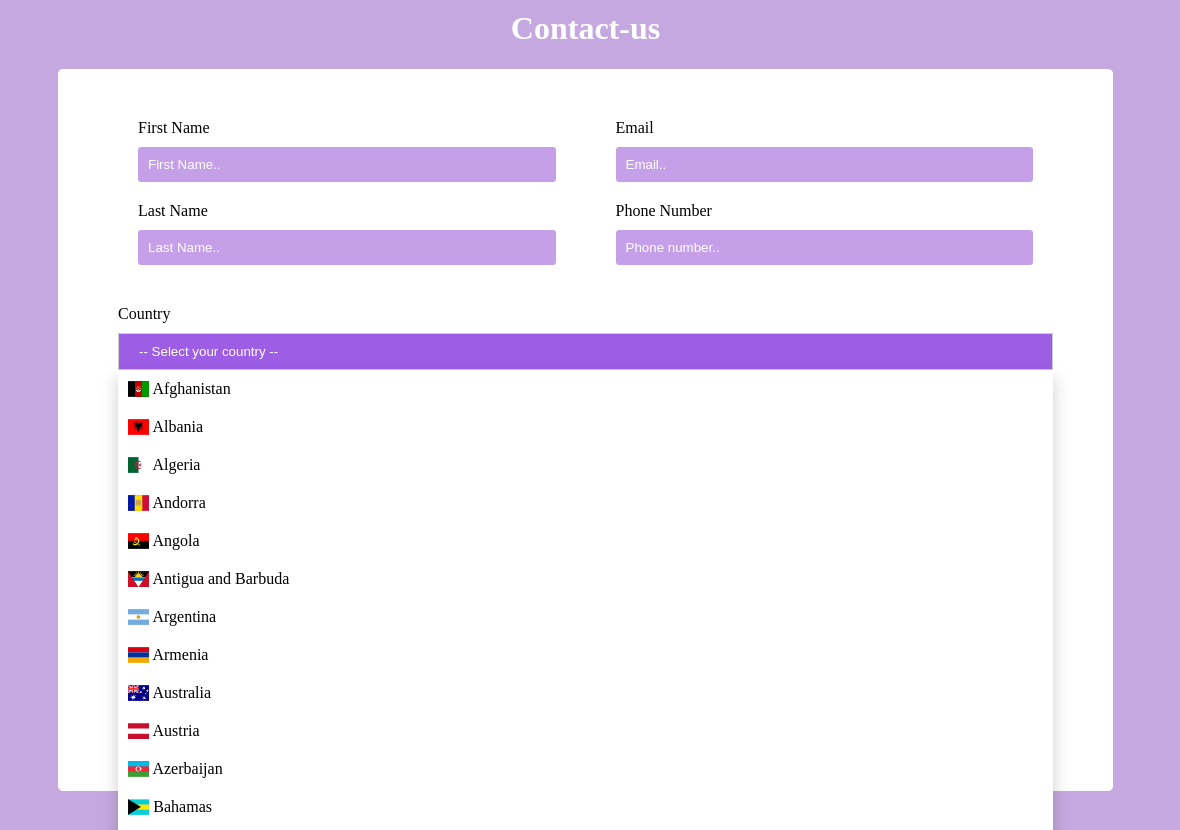 Contact-us
First Name
Email
First Name..
Email..
Last Name
Phone Number
Last Name..
Phone number..
Country
-- Select your country --
Afghanistan
Albania
Algeria
Andorra
Angola
Antigua and Barbuda
Argentina
Armenia
Australia
Austria
Azerbaijan
Bahamas